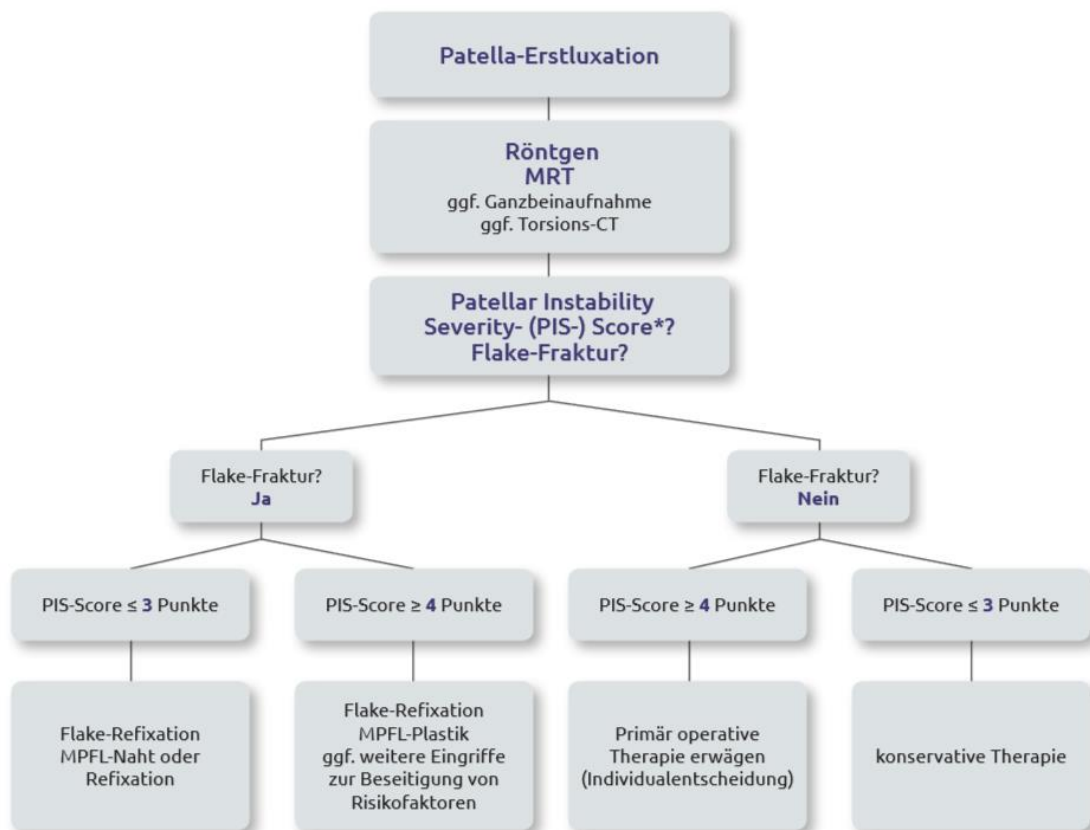 Patella-Erstluxation
Röntgen
MRT
ggf. Ganzbeinaufnahme
ggf. Torsions-CT
Patellar Instability
Severity- (PIS-) Score*?
Flake-Fraktur?
Flake-Fraktur?
Ja
Flake-Fraktur?
Nein
PIS-Score ≤ 3 Punkte
PIS-Score ≥ 4 Punkte
PIS-Score ≥ 4 Punkte
PIS-Score ≤ 3 Punkte
Flake-Refixation
MPFL-Naht oder
Refixation
Flake-Refixation
MPFL-Plastik
ggf. weitere Eingriffe
zur Beseitigung von
Risikofaktoren
Primär operative
Therapie erwägen
(Individualentscheidung)
konservative Therapie